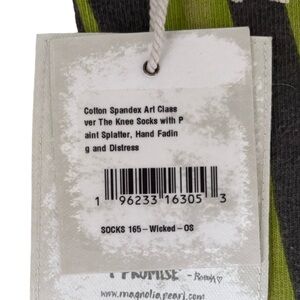 Cotton Spandex Art Class
ver The Knee Socks with P
aint Splatter, Hand Fadin
g and Distress
1 96233 16305 3
SOCKS 165 – Wicked – OS
PROMISE -
www.magnoliapearl.com